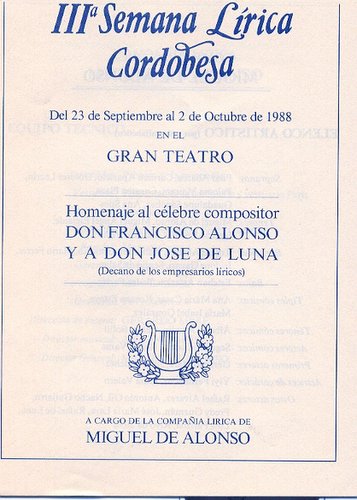 IIIª Semana Lírica
Cordobesa
Del 23 de Septiembre al 2 de Octubre de 1988
EN EL
GRAN TEATRO
Homenaje al célebre compositor
DON FRANCISCO ALONSO
Y A DON JOSE DE LUNA
(Decano de los empresarios líricos)
A CARGO DE LA COMPAÑIA LIRICA DE
MIGUEL DE ALONSO